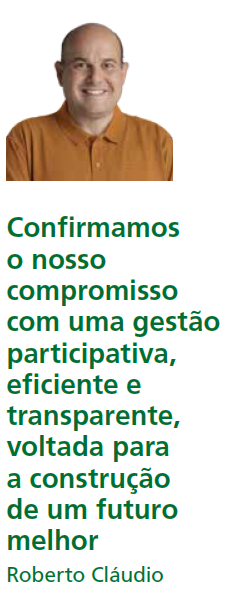 Confirmamos
o nosso
compromisso
com uma gestão
participativa,
eficiente e
transparente,
voltada para
a construção
de um futuro
melhor
Roberto Cláudio